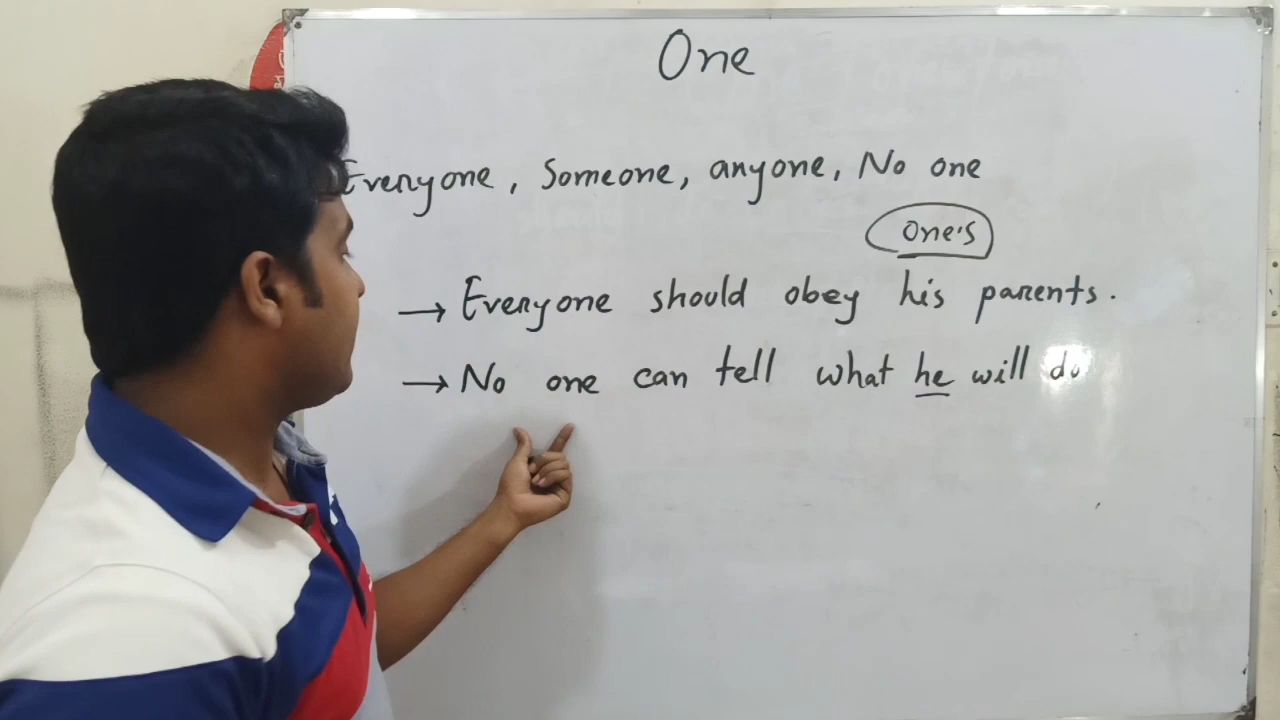 One
Everyone, Someone, anyone, No one
One's
→ Everyone should obey his parents.
→ No one can tell what he will do